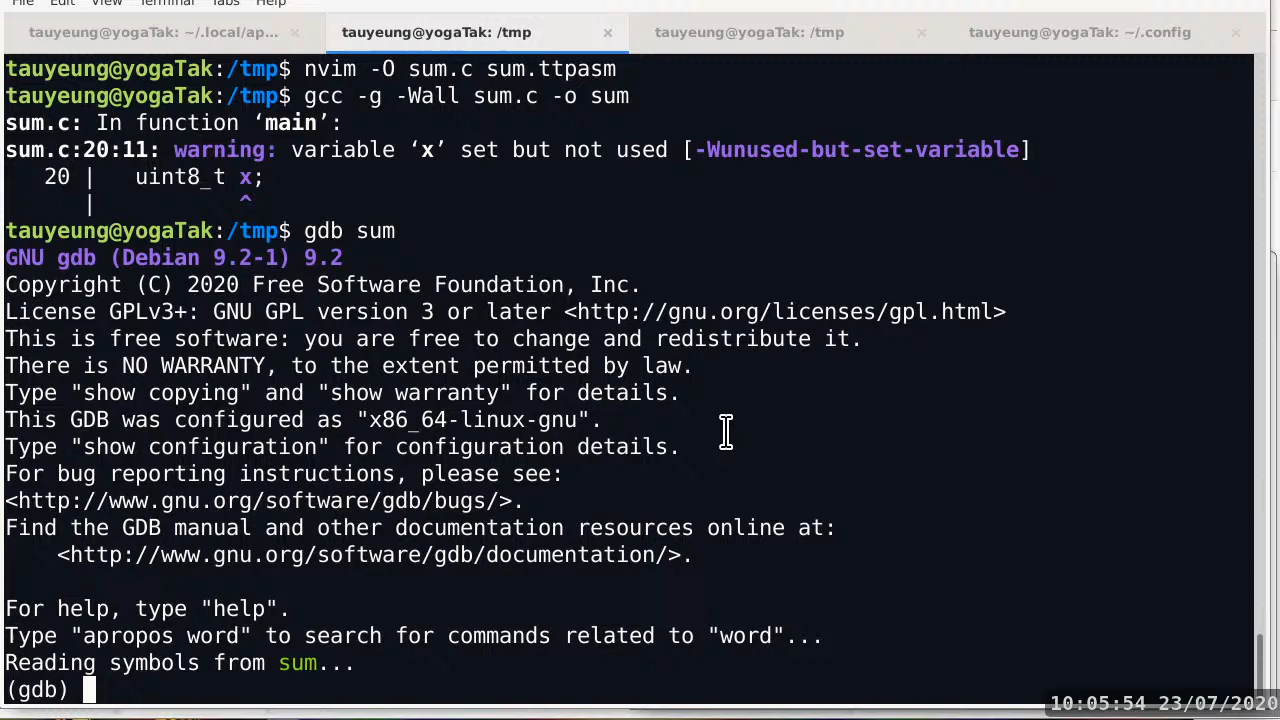 File Edit View Terminal Tabs Help
tauyeung@yogaTak: ~/.local/ap... × tauyeung@yogaTak: /tmp × tauyeung@yogaTak: /tmp × tauyeung@yogaTak: ~/.config ×
tauyeung@yogaTak:/tmp$ nvim -O sum.c sum.ttpasm
tauyeung@yogaTak:/tmp$ gcc -g -Wall sum.c -o sum
sum.c: In function ‘main’:
sum.c:20:11: warning: variable ‘x’ set but not used [-Wunused-but-set-variable]
20 | uint8_t x;
| ^
tauyeung@yogaTak:/tmp$ gdb sum
GNU gdb (Debian 9.2-1) 9.2
Copyright (C) 2020 Free Software Foundation, Inc.
License GPLv3+: GNU GPL version 3 or later <http://gnu.org/licenses/gpl.html>
This is free software: you are free to change and redistribute it.
There is NO WARRANTY, to the extent permitted by law.
Type "show copying" and "show warranty" for details.
This GDB was configured as "x86_64-linux-gnu".
Type "show configuration" for configuration details.
For bug reporting instructions, please see:
<http://www.gnu.org/software/gdb/bugs/>.
Find the GDB manual and other documentation resources online at:
<http://www.gnu.org/software/gdb/documentation/>.
For help, type "help".
Type "apropos word" to search for commands related to "word"...
Reading symbols from sum...
(gdb)
10:05:54 23/07/2020